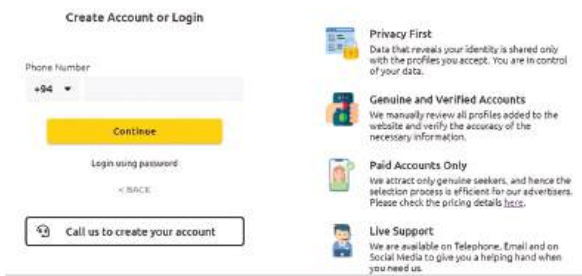 Create Account or Login
Phone Number
+94
Continue
Login using password
< BACK
Call us to create your account
Privacy First
Data that reveals your identity is shared only
with the profiles you accept. You are in control
of your data.
Genuine and Verified Accounts
We manually review all profiles added to the
website and verify the accuracy of the
necessary information.
Paid Accounts Only
We attract only genuine seekers, and hence the
selection process is efficient for our advertisers.
Please check the pricing details here.
Live Support
We are available on Telephone, Email and on
Social Media to give you a helping hand when
you need us.